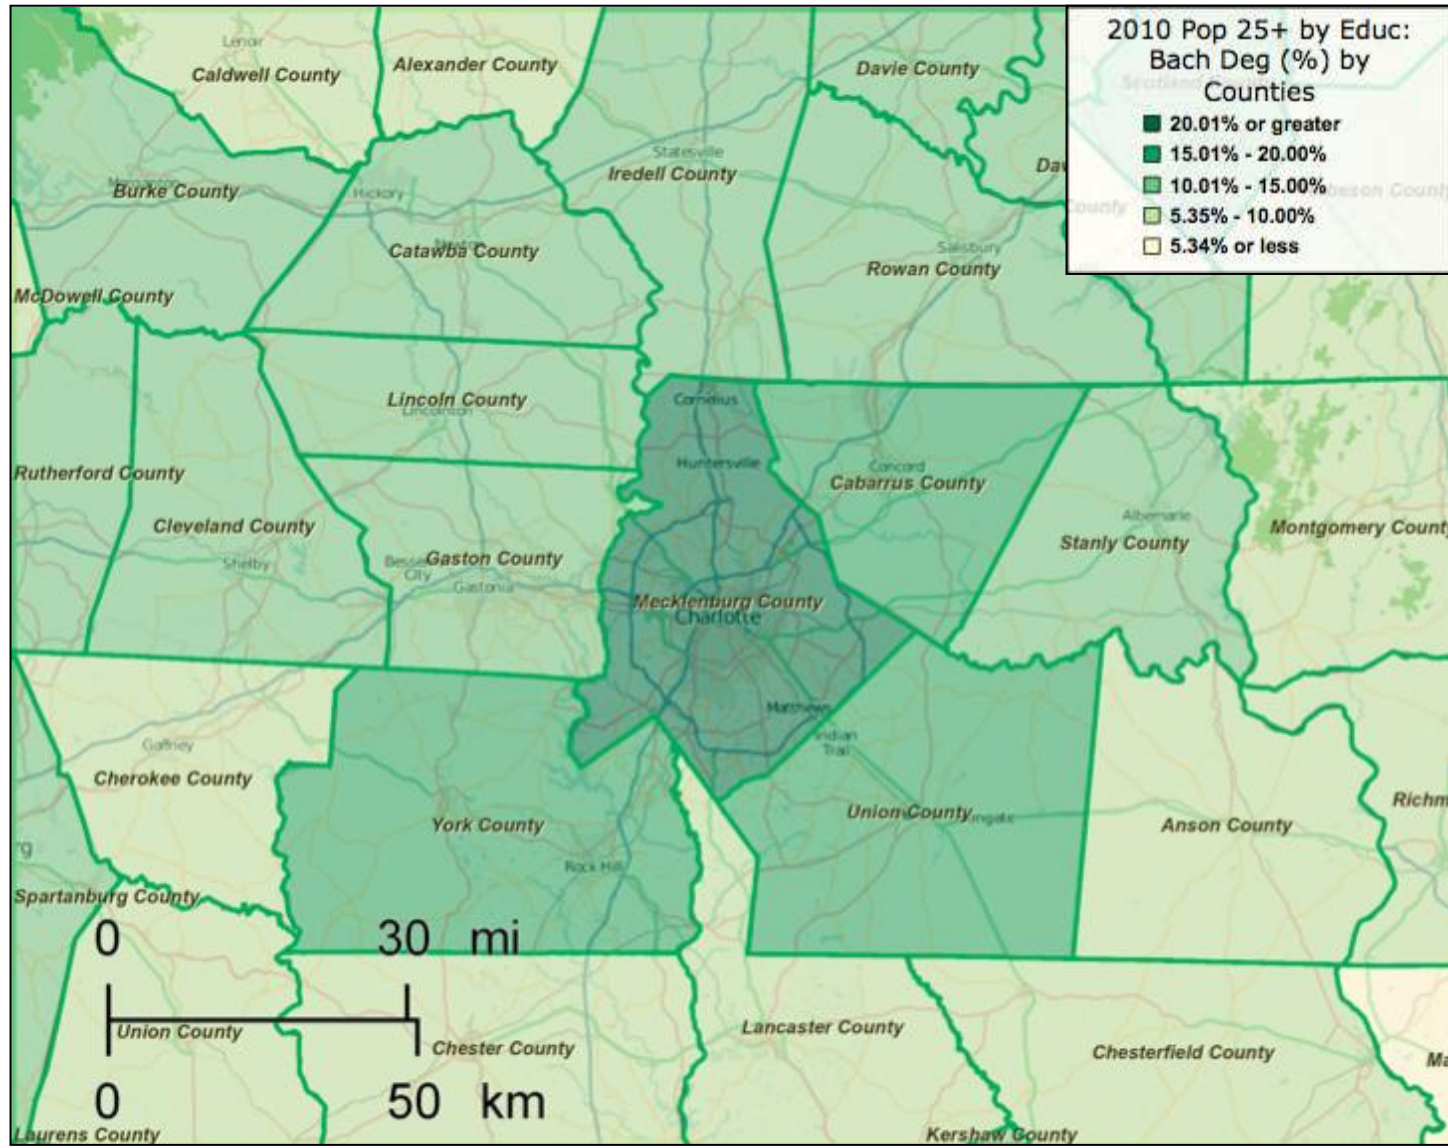 2010 Pop 25+ by Educ:
Bach Deg (%) by
Counties
20.01% or greater
15.01% - 20.00%
10.01% - 15.00%
5.35% - 10.00%
5.34% or less
Lenoir
Caldwell County
Alexander County
Davie County
Statesville
Iredell County
Burke County
Hickory
Catawba County
Salisbury
Rowan County
McDowell County
Cornelius
Lincoln County
Lincolnton
Huntersville
Concord
Cabarrus County
Rutherford County
Cleveland County
Shelby
Gaston County
City
Gastonia
Albemarle
Stanly County
Montgomery County
Mecklenburg County
Charlotte
Matthews
Indian
Trail
Gaffney
Cherokee County
York County
Rock Hill
Union County
Anson County
Richm
Spartanburg County
0 30 mi
Union County
Chester County
Lancaster County
Chesterfield County
0 50 km
Laurens County
Kershaw County